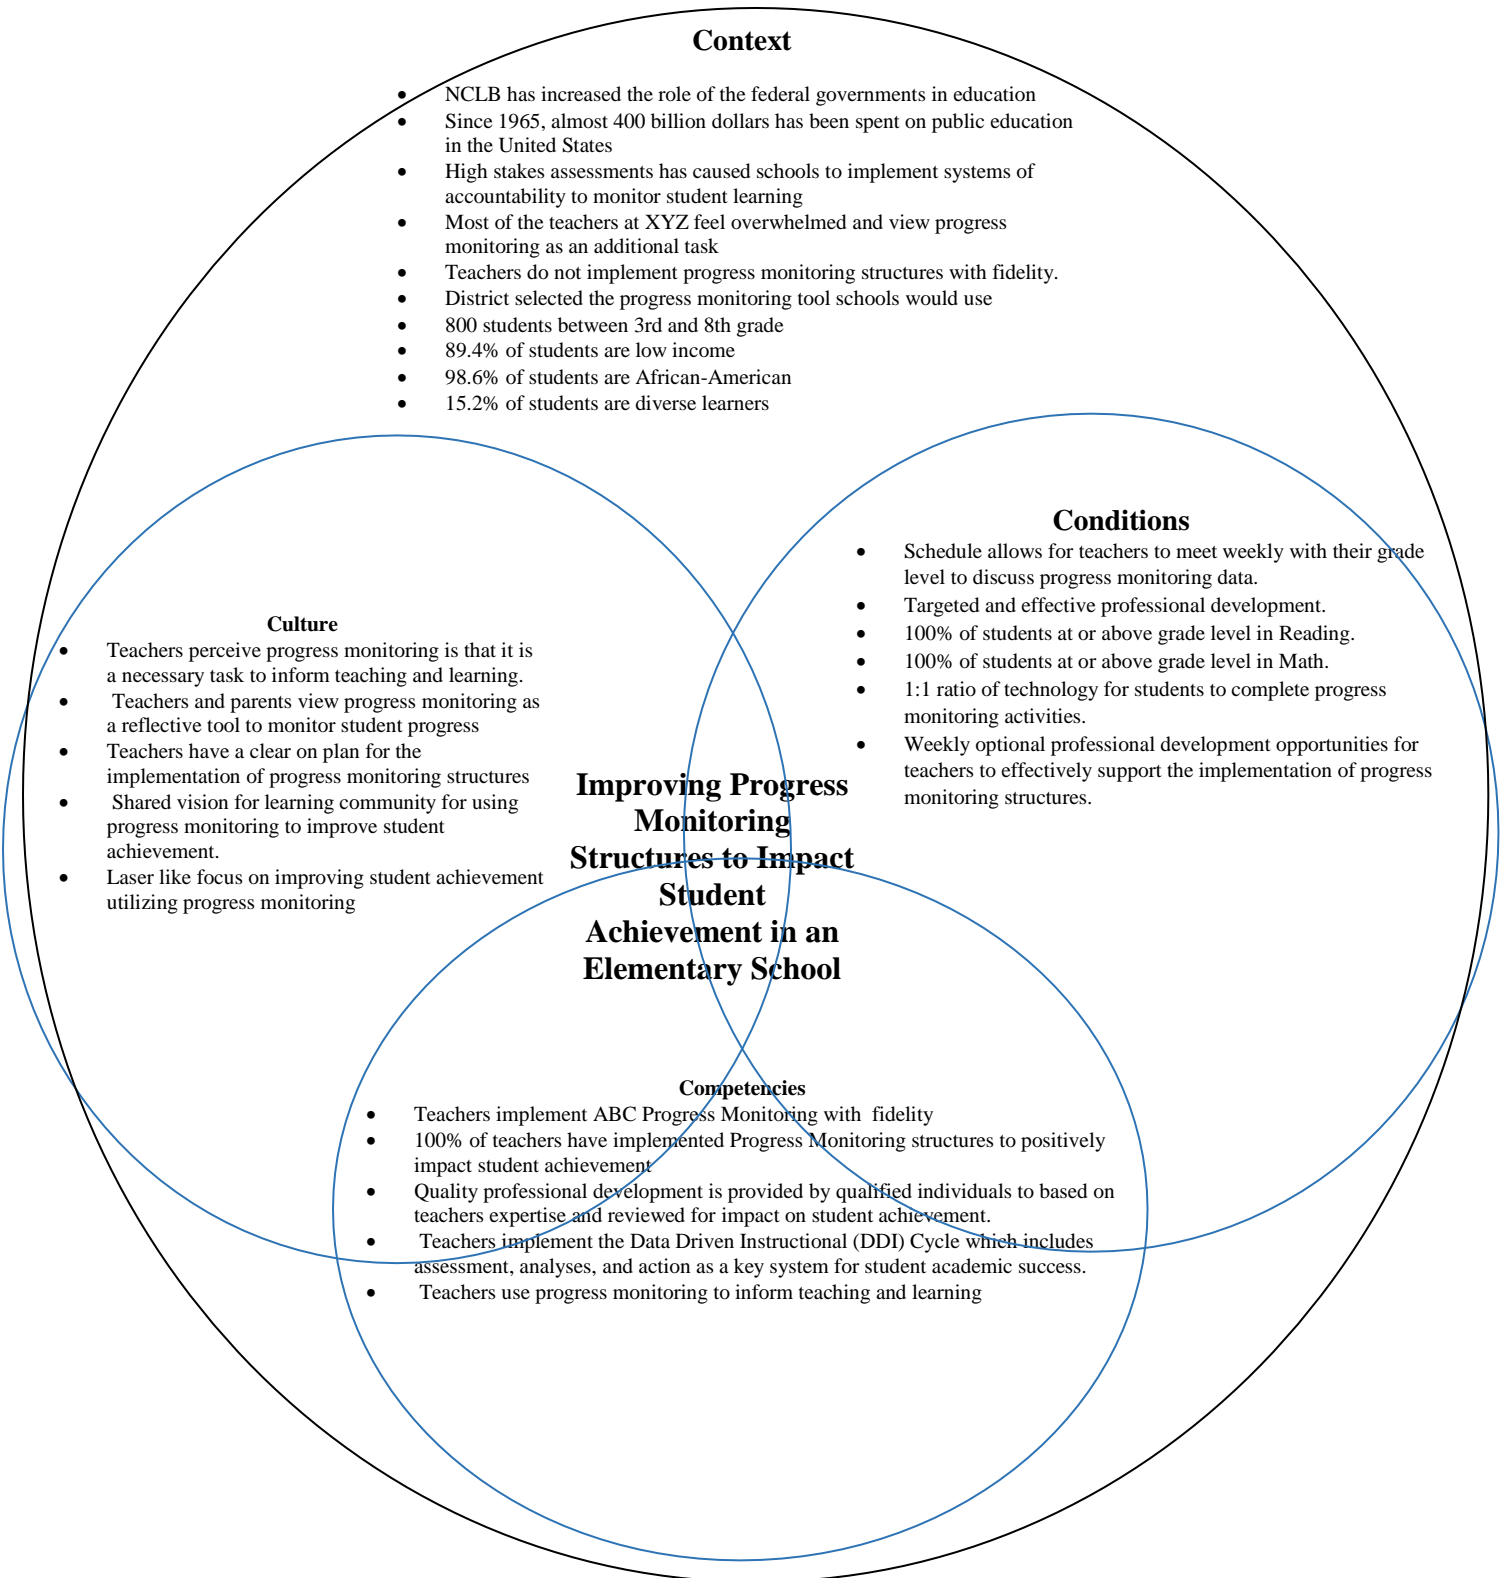 Context
• NCLB has increased the role of the federal governments in education
• Since 1965, almost 400 billion dollars has been spent on public education
in the United States
• High stakes assessments has caused schools to implement systems of
accountability to monitor student learning
• Most of the teachers at XYZ feel overwhelmed and view progress
monitoring as an additional task
• Teachers do not implement progress monitoring structures with fidelity.
• District selected the progress monitoring tool schools would use
• 800 students between 3rd and 8th grade
• 89.4% of students are low income
• 98.6% of students are African-American
• 15.2% of students are diverse learners
Conditions
• Schedule allows for teachers to meet weekly with their grade
level to discuss progress monitoring data.
• Targeted and effective professional development.
• 100% of students at or above grade level in Reading.
• 100% of students at or above grade level in Math.
• 1:1 ratio of technology for students to complete progress
monitoring activities.
• Weekly optional professional development opportunities for
teachers to effectively support the implementation of progress
monitoring structures.
Culture
• Teachers perceive progress monitoring is that it is
a necessary task to inform teaching and learning.
• Teachers and parents view progress monitoring as
a reflective tool to monitor student progress
• Teachers have a clear on plan for the
implementation of progress monitoring structures
• Shared vision for learning community for using
progress monitoring to improve student
achievement.
• Laser like focus on improving student achievement
utilizing progress monitoring
Improving Progress
Monitoring
Structures to Impact
Student
Achievement in an
Elementary School
Competencies
• Teachers implement ABC Progress Monitoring with fidelity
• 100% of teachers have implemented Progress Monitoring structures to positively
impact student achievement
• Quality professional development is provided by qualified individuals to based on
teachers expertise and reviewed for impact on student achievement.
• Teachers implement the Data Driven Instructional (DDI) Cycle which includes
assessment, analyses, and action as a key system for student academic success.
• Teachers use progress monitoring to inform teaching and learning